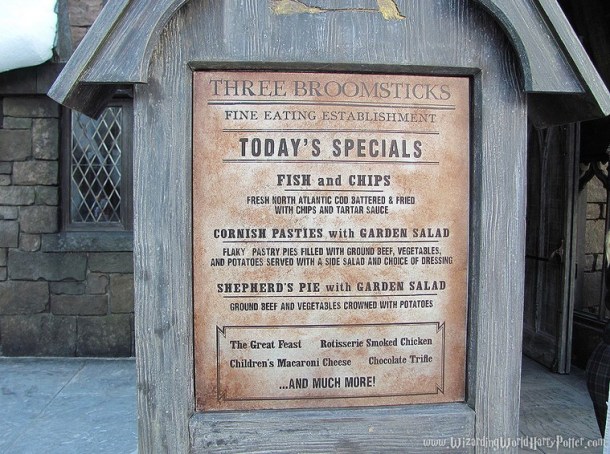 THREE BROOMSTICKS
FINE EATING ESTABLISHMENT
TODAY'S SPECIALS
FISH and CHIPS
FRESH NORTH ATLANTIC COD BATTERED & FRIED
WITH CHIPS AND TARTAR SAUCE
CORNISH PASTIES with GARDEN SALAD
FLAKY PASTRY PIES FILLED WITH GROUND BEEF, VEGETABLES,
AND POTATOES SERVED WITH A SIDE SALAD AND CHOICE OF DRESSING
SHEPHERD'S PIE with GARDEN SALAD
GROUND BEEF AND VEGETABLES CROWNED WITH POTATOES
The Great Feast Rotisserie Smoked Chicken
Children's Macaroni Cheese Chocolate Trifle
...AND MUCH MORE!
www.WizardingWorldHarryPotter.com